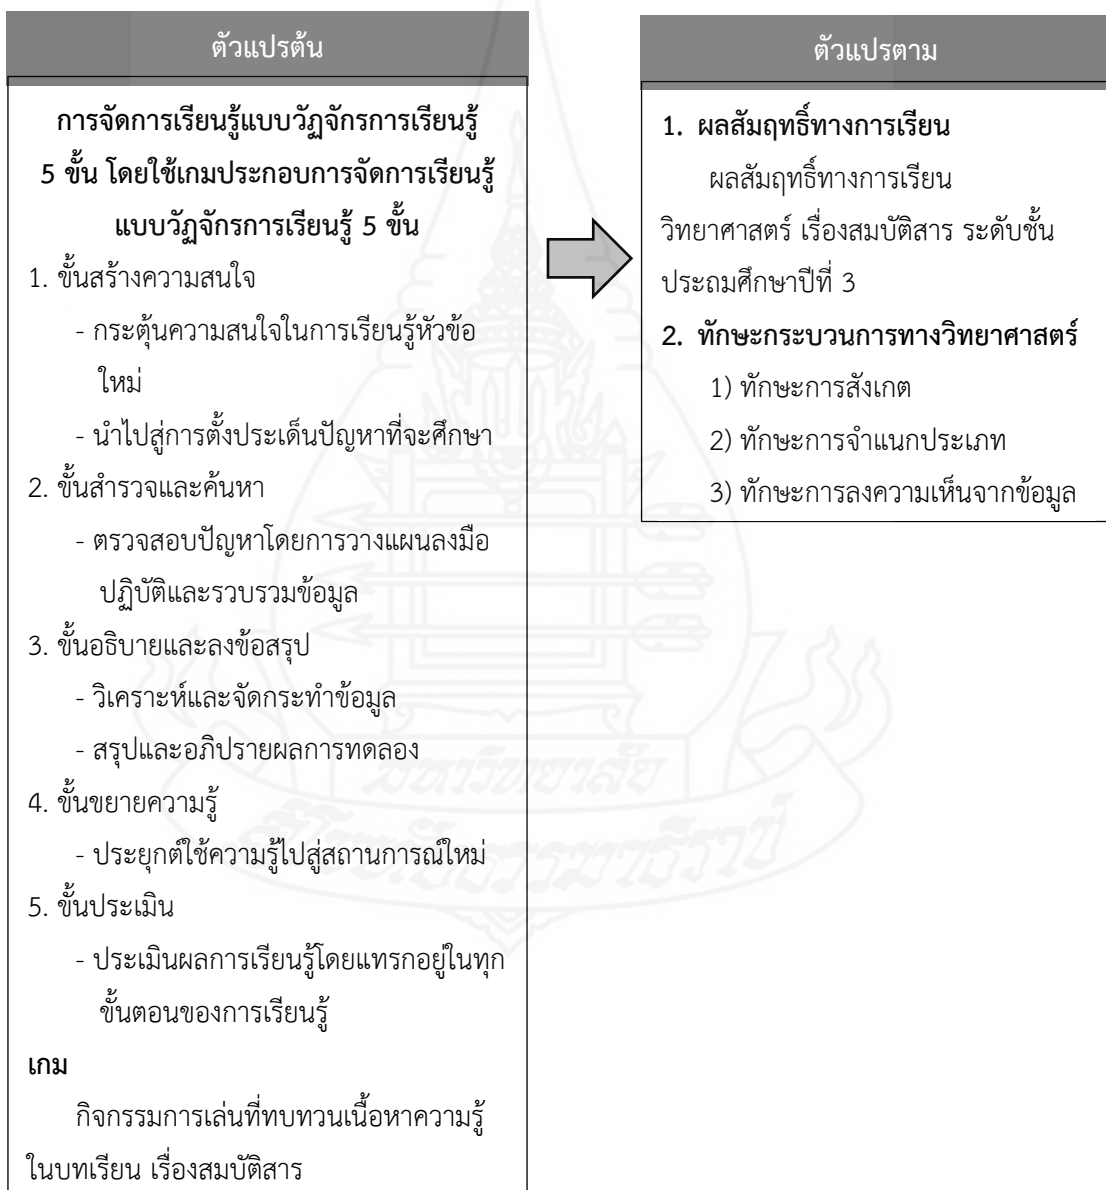 ตัวแปรต้น
การจัดการเรียนรู้แบบวัฏจักรการเรียนรู้
5 ขั้น โดยใช้เกมประกอบการจัดการเรียนรู้
แบบวัฏจักรการเรียนรู้ 5 ขั้น
1. ขั้นสร้างความสนใจ
- กระตุ้นความสนใจในการเรียนรู้หัวข้อ
ใหม่
- นำไปสู่การตั้งประเด็นปัญหาที่จะศึกษา
2. ขั้นสำรวจและค้นหา
- ตรวจสอบปัญหาโดยการวางแผนลงมือ
ปฏิบัติและรวบรวมข้อมูล
3. ขั้นอธิบายและลงข้อสรุป
- วิเคราะห์และจัดกระทำข้อมูล
- สรุปและอภิปรายผลการทดลอง
4. ขั้นขยายความรู้
- ประยุกต์ใช้ความรู้ไปสู่สถานการณ์ใหม่
5. ขั้นประเมิน
- ประเมินผลการเรียนรู้โดยแทรกอยู่ในทุก
ขั้นตอนของการเรียนรู้
เกม
กิจกรรมการเล่นที่ทบทวนเนื้อหาความรู้
ในบทเรียน เรื่องสมบัติสาร
ตัวแปรตาม
1. ผลสัมฤทธิ์ทางการเรียน
ผลสัมฤทธิ์ทางการเรียน
วิทยาศาสตร์ เรื่องสมบัติสาร ระดับชั้น
ประถมศึกษาปีที่ 3
2. ทักษะกระบวนการทางวิทยาศาสตร์
1) ทักษะการสังเกต
2) ทักษะการจำแนกประเภท
3) ทักษะการลงความเห็นจากข้อมูล
มหาวิทยาลัย
สุโขทัยธรรมาธิราช